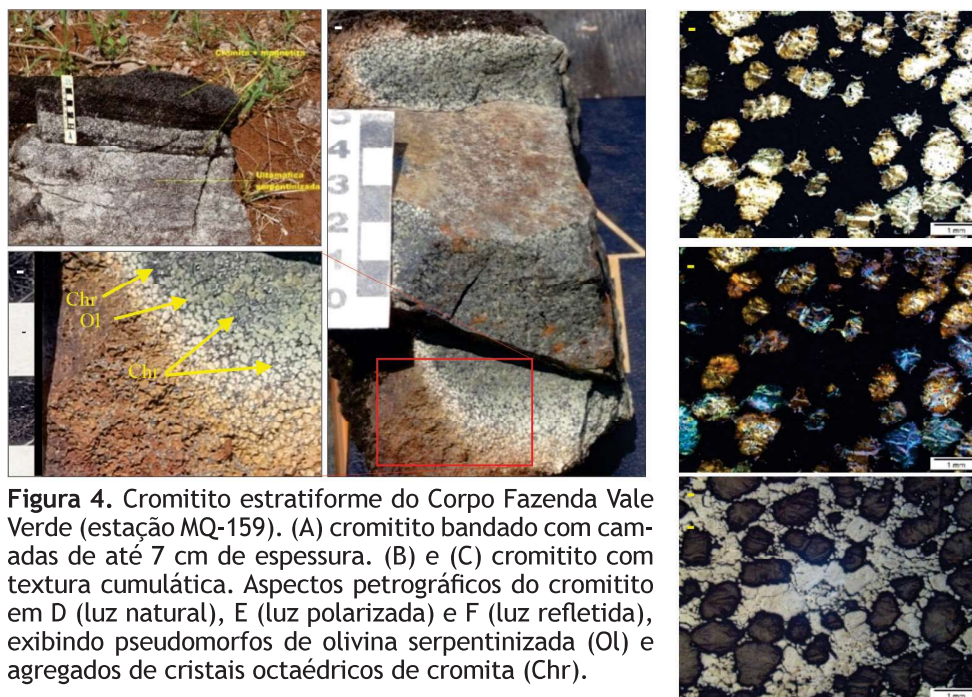 Cromita + magnetita
Ultramáfica
serpentinizada
4
3
2
1
0
Chr
Ol
Chr
1 mm
1 mm
1 mm
Figura 4. Cromitito estratiforme do Corpo Fazenda Vale
Verde (estação MQ-159). (A) cromitito bandado com cam-
adas de até 7 cm de espessura. (B) e (C) cromitito com
textura cumulática. Aspectos petrográficos do cromitito
em D (luz natural), E (luz polarizada) e F (luz refletida),
exibindo pseudomorfos de olivina serpentinizada (Ol) e
agregados de cristais octaédricos de cromita (Chr).